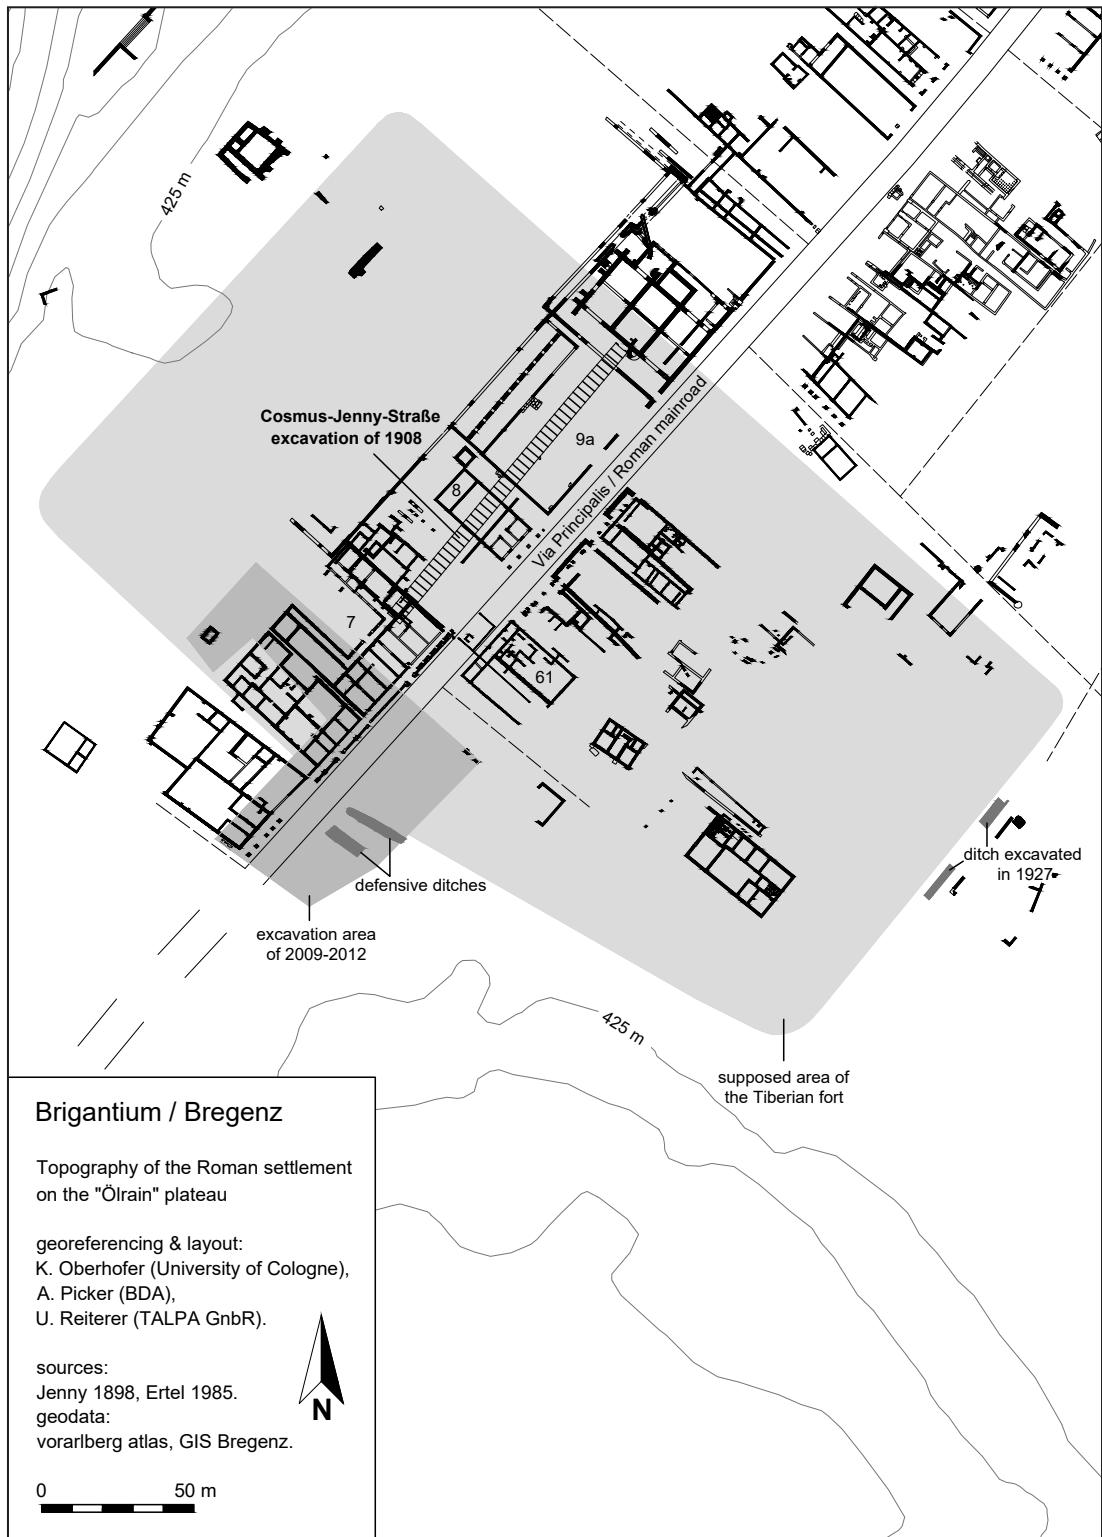 425 m
Cosmus-Jenny-Straße
excavation of 1908
9a
8
Via Principalis / Roman mainroad
7
61
defensive ditches
ditch excavated
in 1927
excavation area
of 2009-2012
425 m
supposed area of
the Tiberian fort
Brigantium / Bregenz
Topography of the Roman settlement
on the "Ölrain" plateau
georeferencing & layout:
K. Oberhofer (University of Cologne),
A. Picker (BDA),
U. Reiterer (TALPA GnbR).
sources:
Jenny 1898, Ertel 1985.
geodata:
vorarlberg atlas, GIS Bregenz.
N
0 50 m